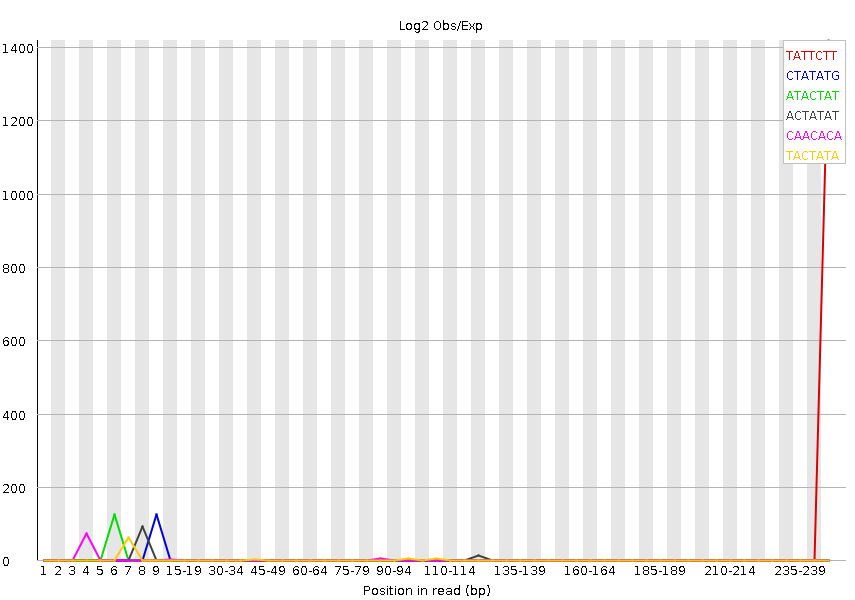 Log2 Obs/Exp
1400
1200
1000
800
600
400
200
0
TATTCTT
CTATATG
ATACTAT
ACTATAT
CAACACA
TACTATA
1 2 3 4 5 6 7 8 9 15-19 30-34 45-49 60-64 75-79 90-94 110-114 135-139 160-164 185-189 210-214 235-239
Position in read (bp)